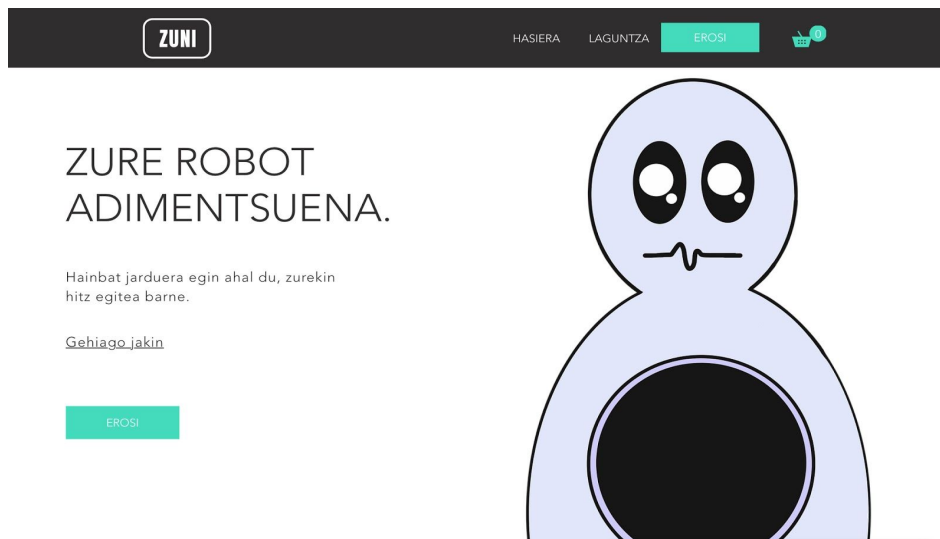 ZUNI
HASIERA
LAGUNTZA
EROSI
0
ZURE ROBOT
ADIMENTSUENA.
Hainbat jarduera egin ahal du, zurekin
hitz egitea barne.
Gehiago jakin
EROSI